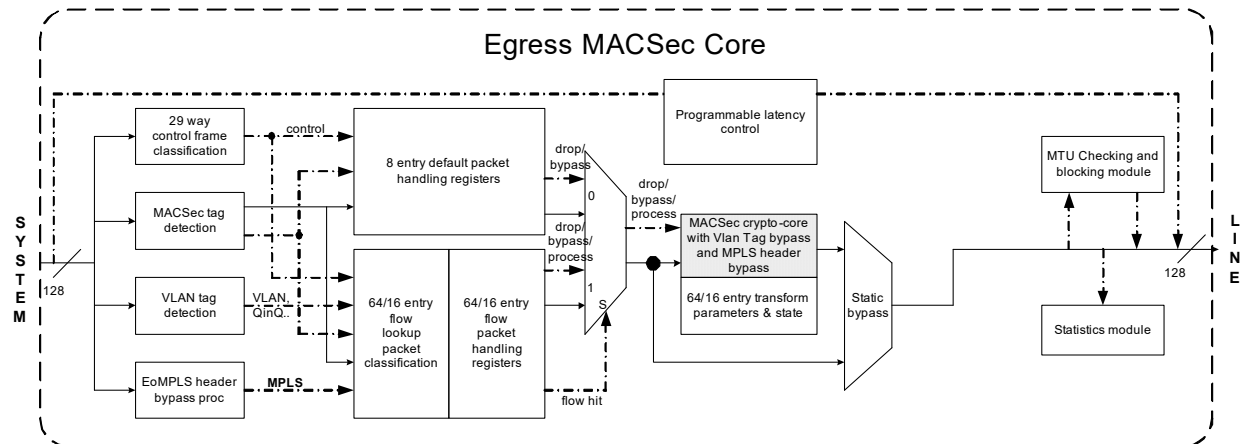 Egress MACSec Core
29 way
control frame
classification
control
MACSec tag
detection
VLAN tag
detection
VLAN,
QinQ..
EoMPLS header
bypass proc
MPLS
S
Y
S
T
E
M
128
8 entry default packet
handling registers
64/16 entry
flow
lookup
packet
classification
64/16 entry
flow
packet
handling
registers
drop/
bypass
drop/
bypass/
process
0
1
S
flow hit
drop/
bypass/
process
Programmable latency
control
MACSec crypto-core
with Vlan Tag bypass
and MPLS header
bypass
64/16 entry transform
parameters & state
Static
bypass
MTU Checking and
blocking module
Statistics module
128
L
I
N
E